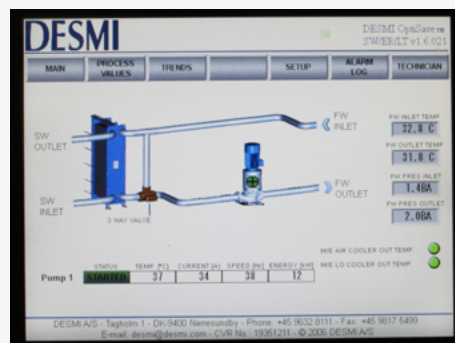 DESMI
DESMI OptiSave TM
SW/ER/LT v1.6.021
MAIN
PROCESS VALUES
TRENDS
SETUP
ALARM LOG
TECHNICIAN
SW OUTLET
FW INLET
FW INLET TEMP
32.8 C
FW OUTLET TEMP
31.8 C
FW PRES INLET
1.4BA
FW PRES OUTLET
2.0BA
FW OUTLET
SW INLET
3 WAY VALVE
M/E AIR COOLER OUT TEMP.
M/E LO COOLER OUT TEMP.
STATUS TEMP. [°C] CURRENT [A] SPEED [Hz] ENERGY [kW]
Pump 1 STARTED 37 34 38 12
DESMI A/S - Tagholm 1 - DK-9400 Nørresundby - Phone: +45 9632 8111 - Fax: +45 9817 5499
E-mail: desmi@desmi.com - CVR No.: 19351211 - © 2006 DESMI A/S